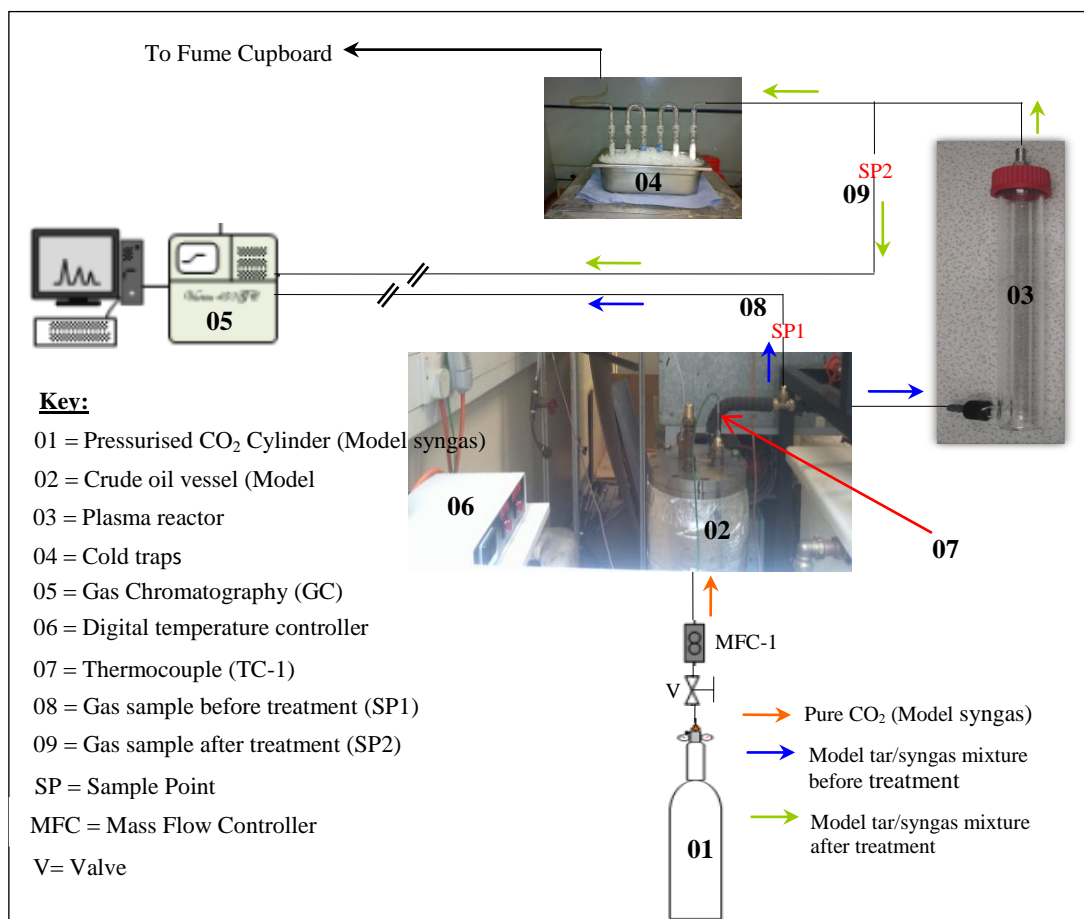 To Fume Cupboard
04
SP2
09
03
05
08
SP1
06
02
07
Key:
01 = Pressurised CO₂ Cylinder (Model syngas)
02 = Crude oil vessel (Model
03 = Plasma reactor
04 = Cold traps
05 = Gas Chromatography (GC)
06 = Digital temperature controller
07 = Thermocouple (TC-1)
08 = Gas sample before treatment (SP1)
09 = Gas sample after treatment (SP2)
SP = Sample Point
MFC = Mass Flow Controller
V= Valve
MFC-1
V
01
Pure CO₂ (Model syngas)
Model tar/syngas mixture
before treatment
Model tar/syngas mixture
after treatment